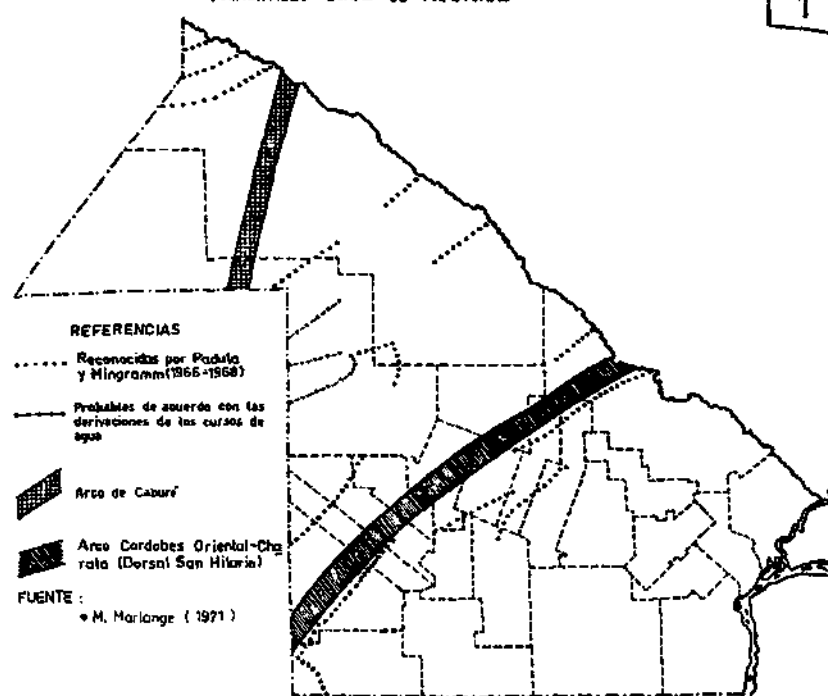 REFERENCIAS
Reconocidas por Padula
y Mingramm(1966-1968)
Probables de acuerdo con las
derivaciones de los cursos de
agua
Arco de Caburé
Arco Cordobes Oriental-Cha
rata (Dorsal San Hilario)
FUENTE :
• M. Marlange ( 1971 )